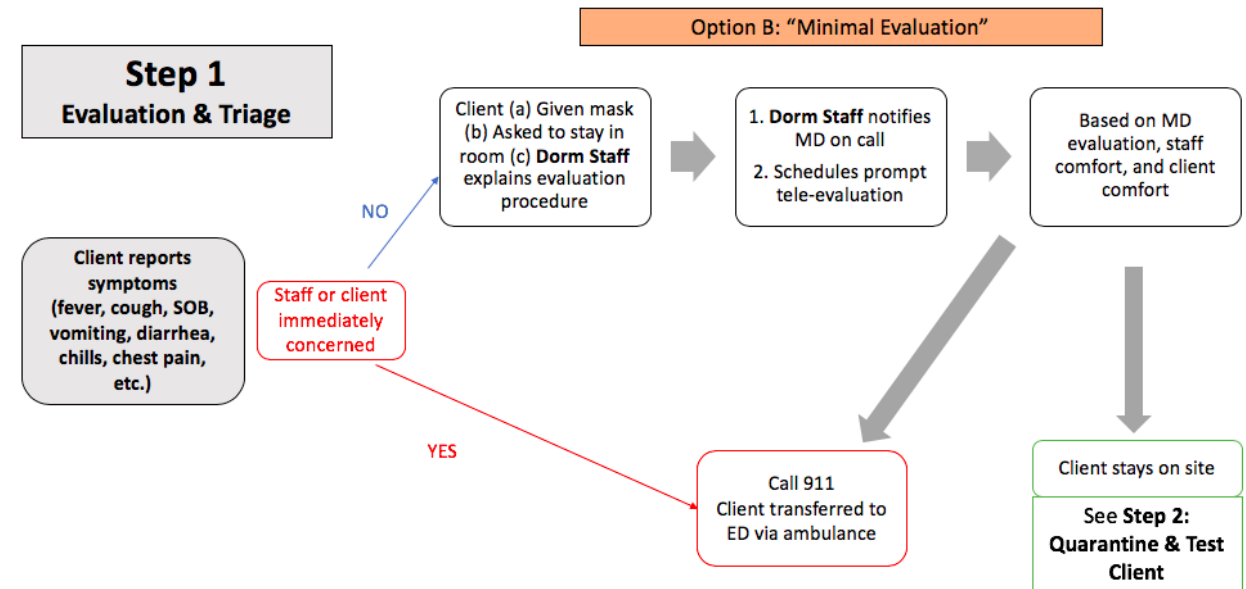 Option B: “Minimal Evaluation”
Step 1
Evaluation & Triage
Client (a) Given mask
(b) Asked to stay in
room (c) Dorm Staff
explains evaluation
procedure
1. Dorm Staff notifies
MD on call
2. Schedules prompt
tele-evaluation
Based on MD
evaluation, staff
comfort, and client
comfort
NO
Client reports
symptoms
(fever, cough, SOB,
vomiting, diarrhea,
chills, chest pain,
etc.)
Staff or client
immediately
concerned
YES
Call 911
Client transferred to
ED via ambulance
Client stays on site
See Step 2:
Quarantine & Test
Client